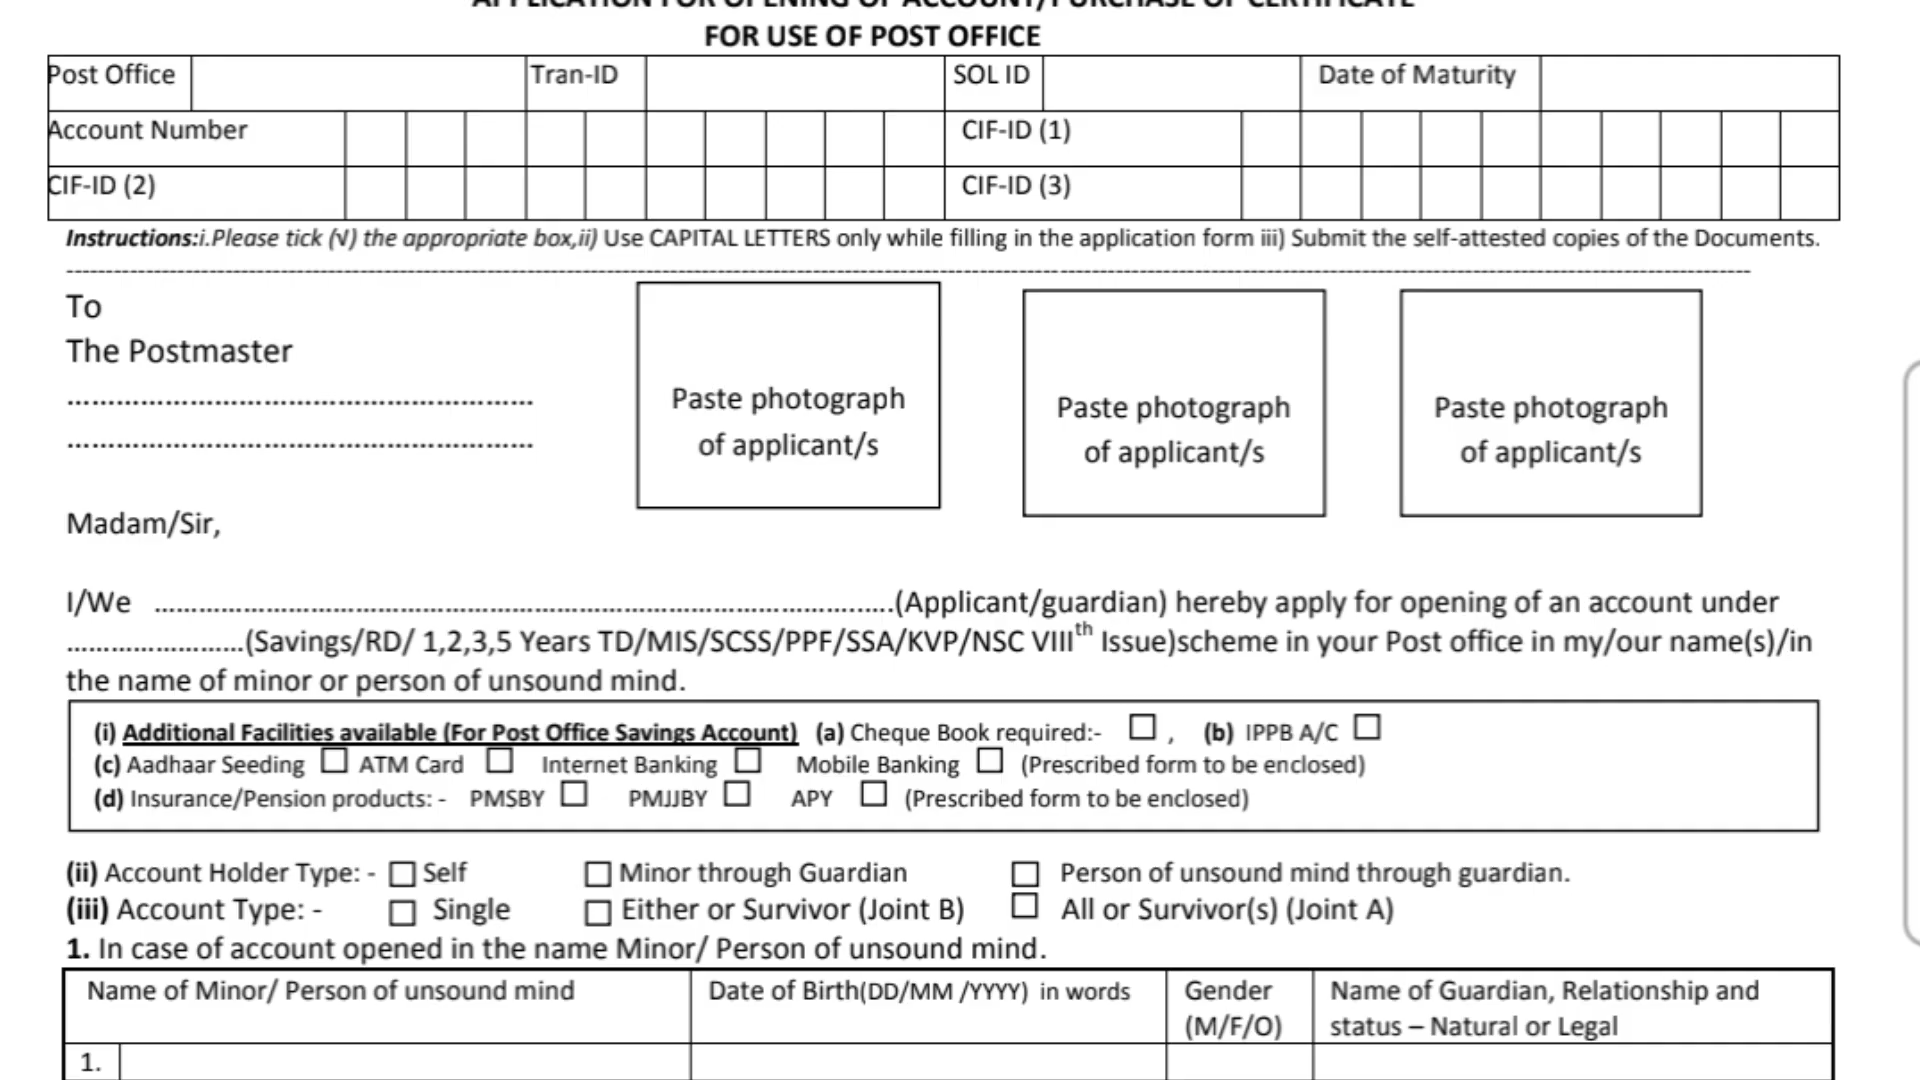 APPLICATION FOR OPENING OF ACCOUNT/PURCHASE OF CERTIFICATE
FOR USE OF POST OFFICE
Post Office Tran-ID SOL ID Date of Maturity
Account Number CIF-ID (1)
CIF-ID (2) CIF-ID (3)
Instructions:i.Please tick (√) the appropriate box,ii) Use CAPITAL LETTERS only while filling in the application form iii) Submit the self-attested copies of the Documents.
To
The Postmaster
....................................................
....................................................
Paste photograph
of applicant/s
Paste photograph
of applicant/s
Paste photograph
of applicant/s
Madam/Sir,
I/We ........................................................................................(Applicant/guardian) hereby apply for opening of an account under
........................(Savings/RD/ 1,2,3,5 Years TD/MIS/SCSS/PPF/SSA/KVP/NSC VIIIth Issue)scheme in your Post office in my/our name(s)/in
the name of minor or person of unsound mind.
(i) Additional Facilities available (For Post Office Savings Account) (a) Cheque Book required:- ☐ , (b) IPPB A/C ☐
(c) Aadhaar Seeding ☐ ATM Card ☐ Internet Banking ☐ Mobile Banking ☐ (Prescribed form to be enclosed)
(d) Insurance/Pension products: - PMSBY ☐ PMJJBY ☐ APY ☐ (Prescribed form to be enclosed)
(ii) Account Holder Type: - ☐ Self ☐ Minor through Guardian ☐ Person of unsound mind through guardian.
(iii) Account Type: - ☐ Single ☐ Either or Survivor (Joint B) ☐ All or Survivor(s) (Joint A)
1. In case of account opened in the name Minor/ Person of unsound mind.
Name of Minor/ Person of unsound mind Date of Birth(DD/MM /YYYY) in words Gender
(M/F/O)
Name of Guardian, Relationship and
status – Natural or Legal
1.